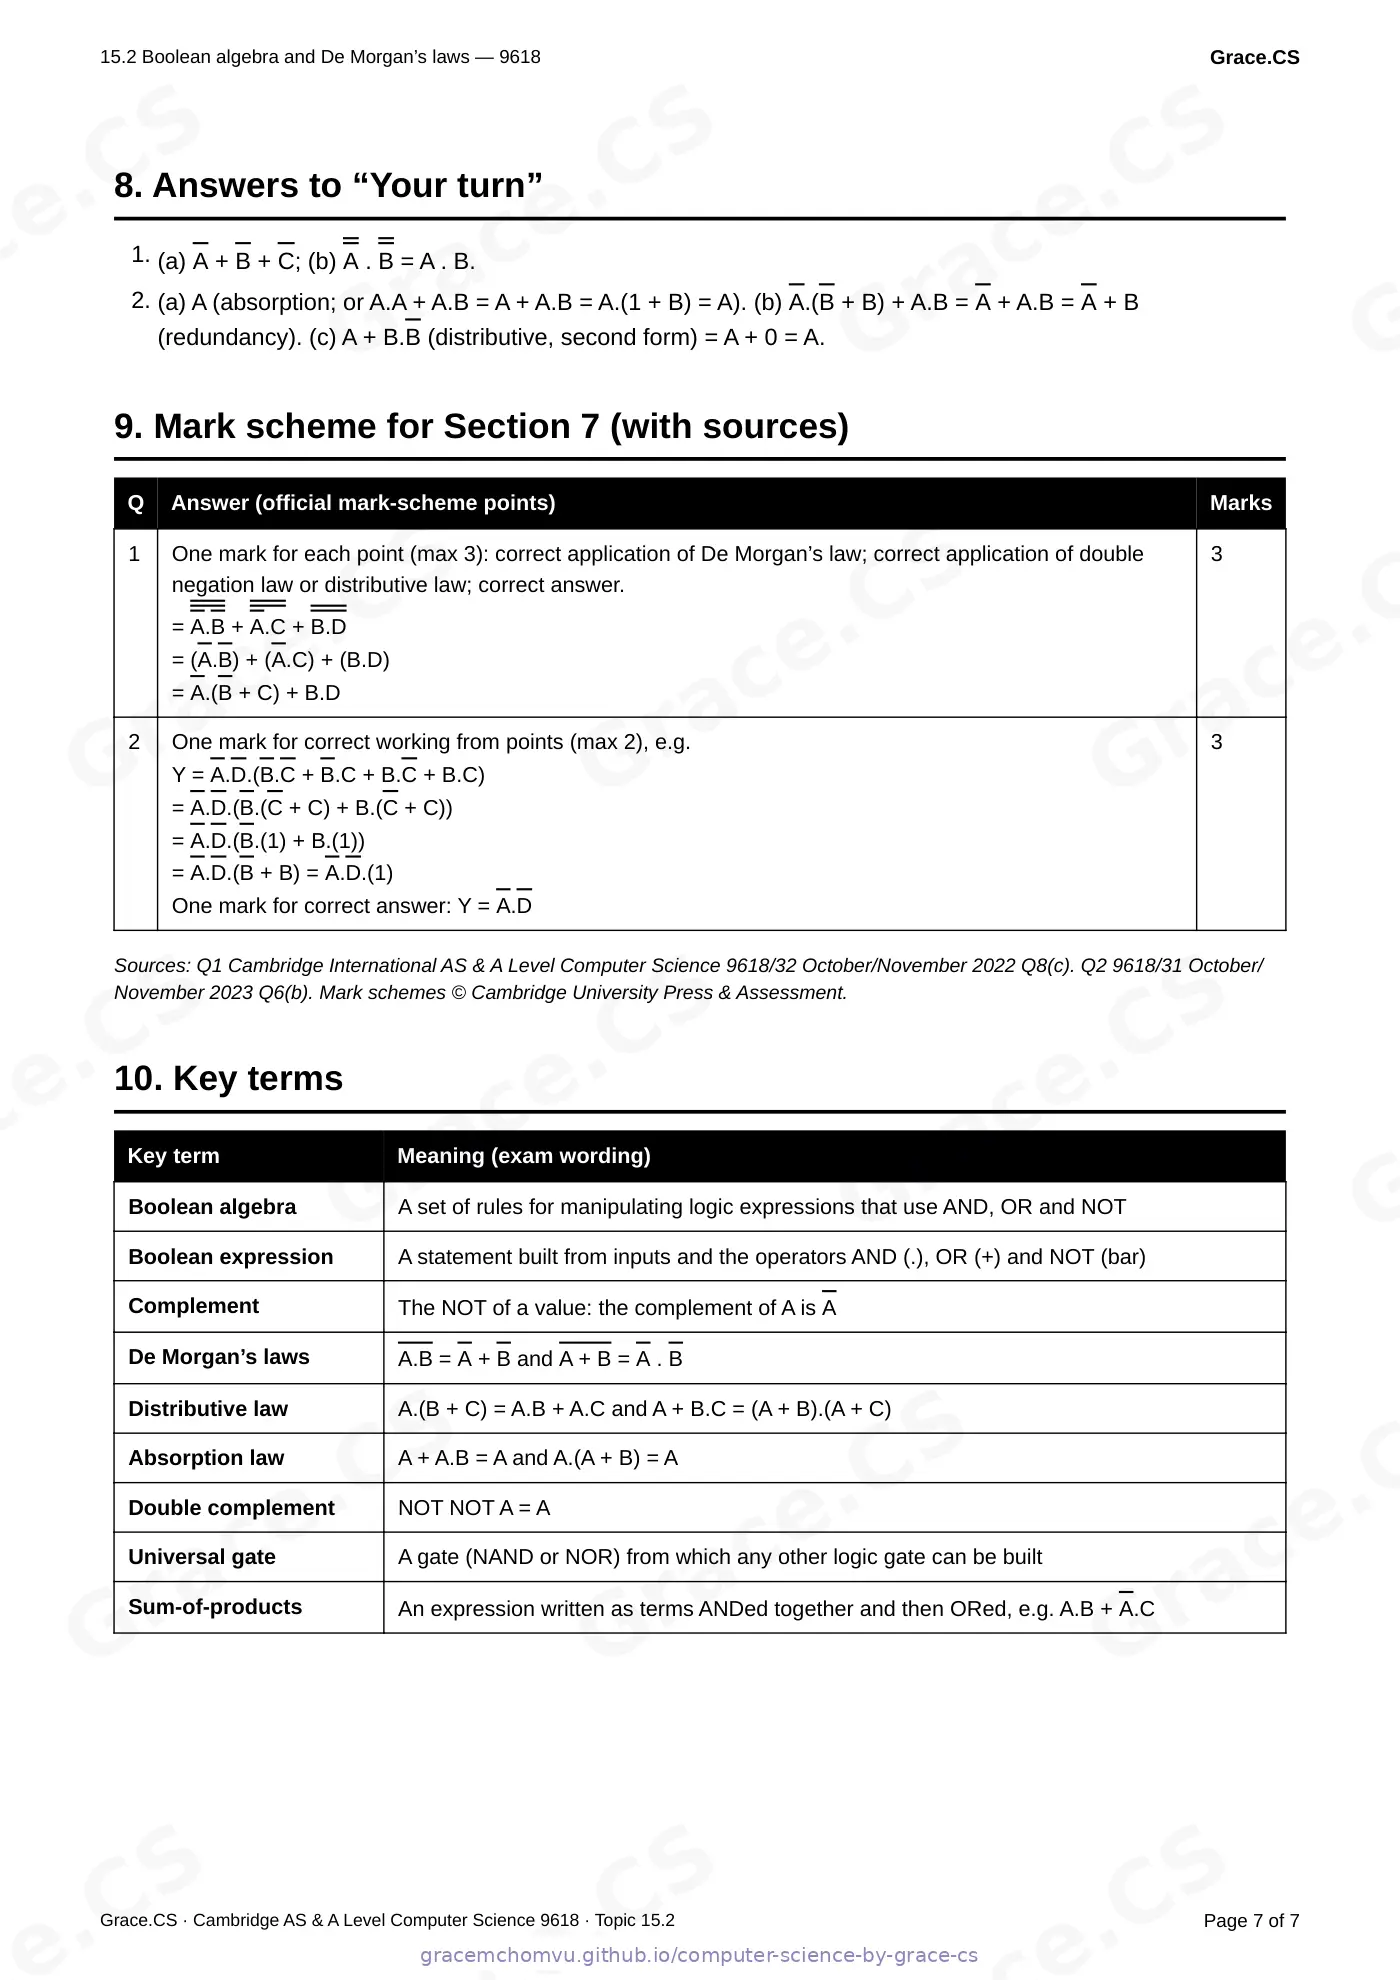 15.2 Boolean algebra and De Morgan’s laws — 9618
Grace.CS
8. Answers to “Your turn”
1. (a) A̅ + B̅ + C̅; (b) A̿ . B̿ = A . B.
2. (a) A (absorption; or A.A + A.B = A + A.B = A.(1 + B) = A). (b) A̅.(B̅ + B) + A.B = A̅ + A.B = A̅ + B
(redundancy). (c) A + B.B̅ (distributive, second form) = A + 0 = A.
9. Mark scheme for Section 7 (with sources)
Q Answer (official mark-scheme points) Marks
1 One mark for each point (max 3): correct application of De Morgan’s law; correct application of double 3
negation law or distributive law; correct answer.
= A̿̅.̿B̿̅ + A̿̅.̿C̿ + B̿.̿D̿
= (A̅.B̅) + (A̅.C) + (B.D)
= A̅.(B̅ + C) + B.D
2 One mark for correct working from points (max 2), e.g. 3
Y = A̅.D̅.(B̅.C̅ + B̅.C + B.C̅ + B.C)
= A̅.D̅.(B̅.(C̅ + C) + B.(C̅ + C))
= A̅.D̅.(B̅.(1) + B.(1))
= A̅.D̅.(B̅ + B) = A̅.D̅.(1)
One mark for correct answer: Y = A̅.D̅
Sources: Q1 Cambridge International AS & A Level Computer Science 9618/32 October/November 2022 Q8(c). Q2 9618/31 October/
November 2023 Q6(b). Mark schemes © Cambridge University Press & Assessment.
10. Key terms
Key term Meaning (exam wording)
Boolean algebra A set of rules for manipulating logic expressions that use AND, OR and NOT
Boolean expression A statement built from inputs and the operators AND (.), OR (+) and NOT (bar)
Complement The NOT of a value: the complement of A is A̅
De Morgan’s laws A̅.̅B̅ = A̅ + B̅ and A̅ ̅+̅ ̅B̅ = A̅ . B̅
Distributive law A.(B + C) = A.B + A.C and A + B.C = (A + B).(A + C)
Absorption law A + A.B = A and A.(A + B) = A
Double complement NOT NOT A = A
Universal gate A gate (NAND or NOR) from which any other logic gate can be built
Sum-of-products An expression written as terms ANDed together and then ORed, e.g. A.B + A̅.C
Grace.CS · Cambridge AS & A Level Computer Science 9618 · Topic 15.2
Page 7 of 7
gracemchomvu.github.io/computer-science-by-grace-cs